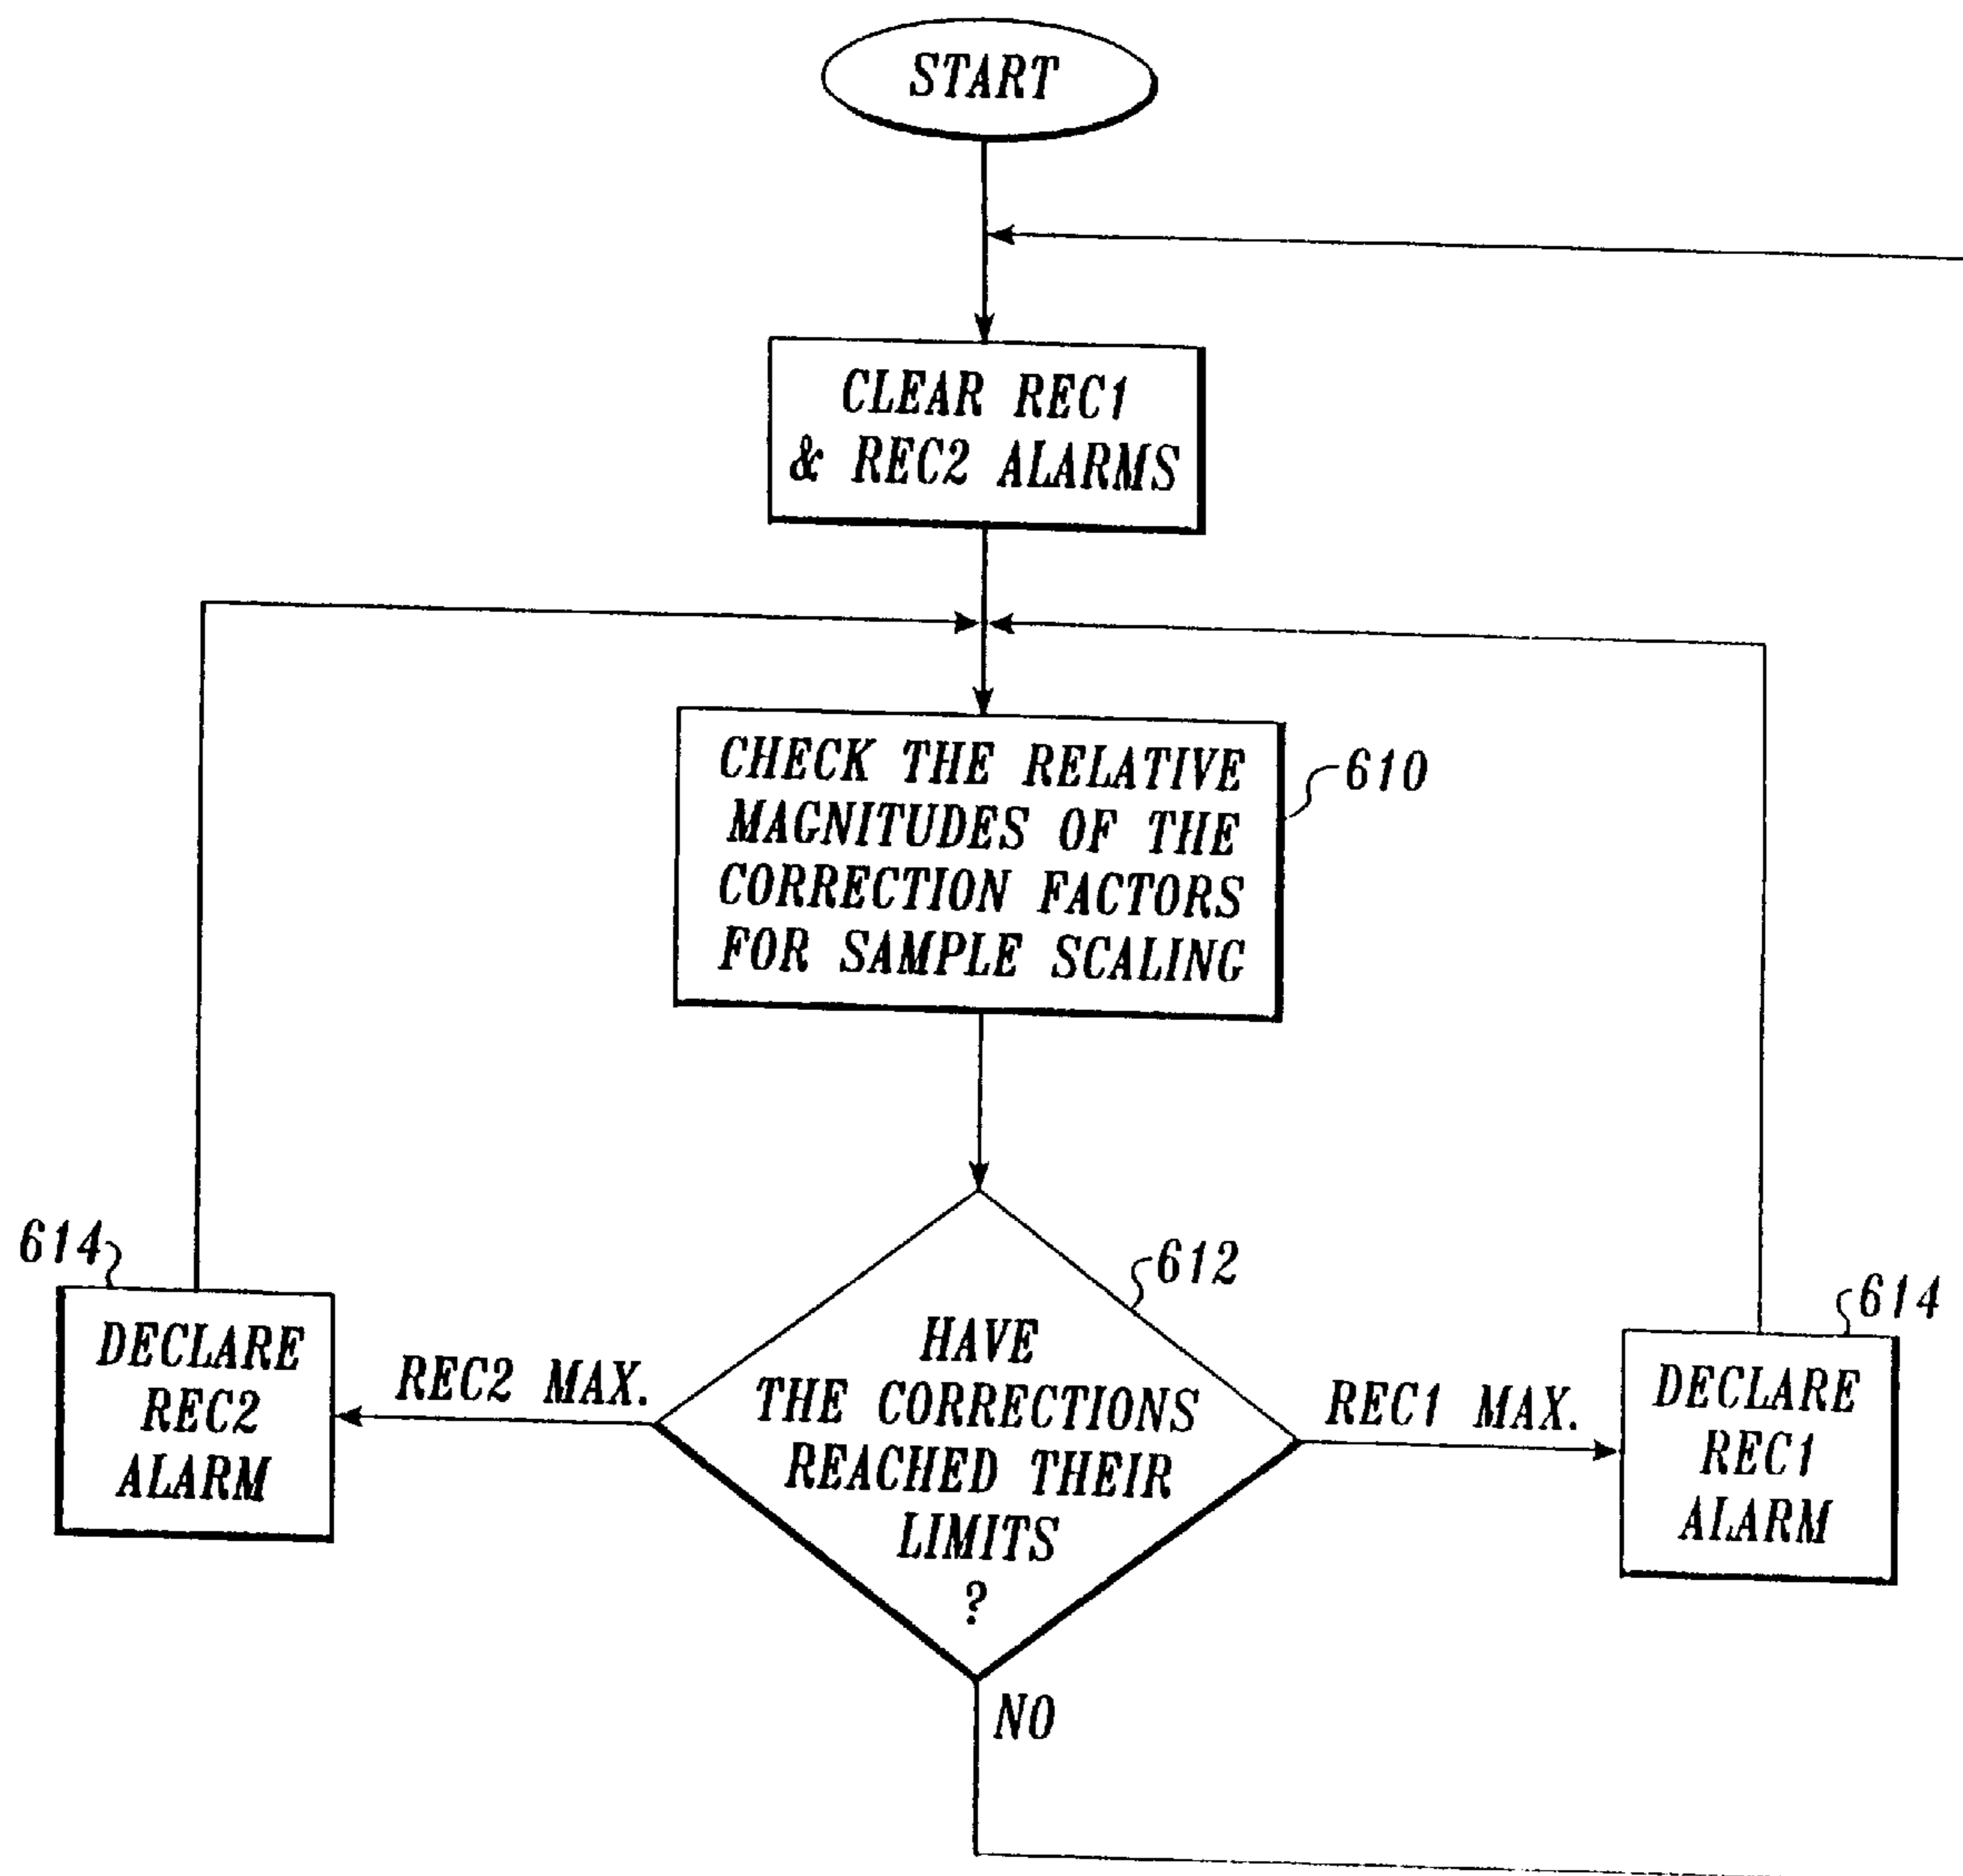 START
CLEAR REC1
& REC2 ALARMS
CHECK THE RELATIVE
MAGNITUDES OF THE
CORRECTION FACTORS
FOR SAMPLE SCALING
610
612
HAVE
THE CORRECTIONS
REACHED THEIR
LIMITS
?
REC2 MAX.
614
DECLARE
REC2
ALARM
REC1 MAX.
614
DECLARE
REC1
ALARM
NO